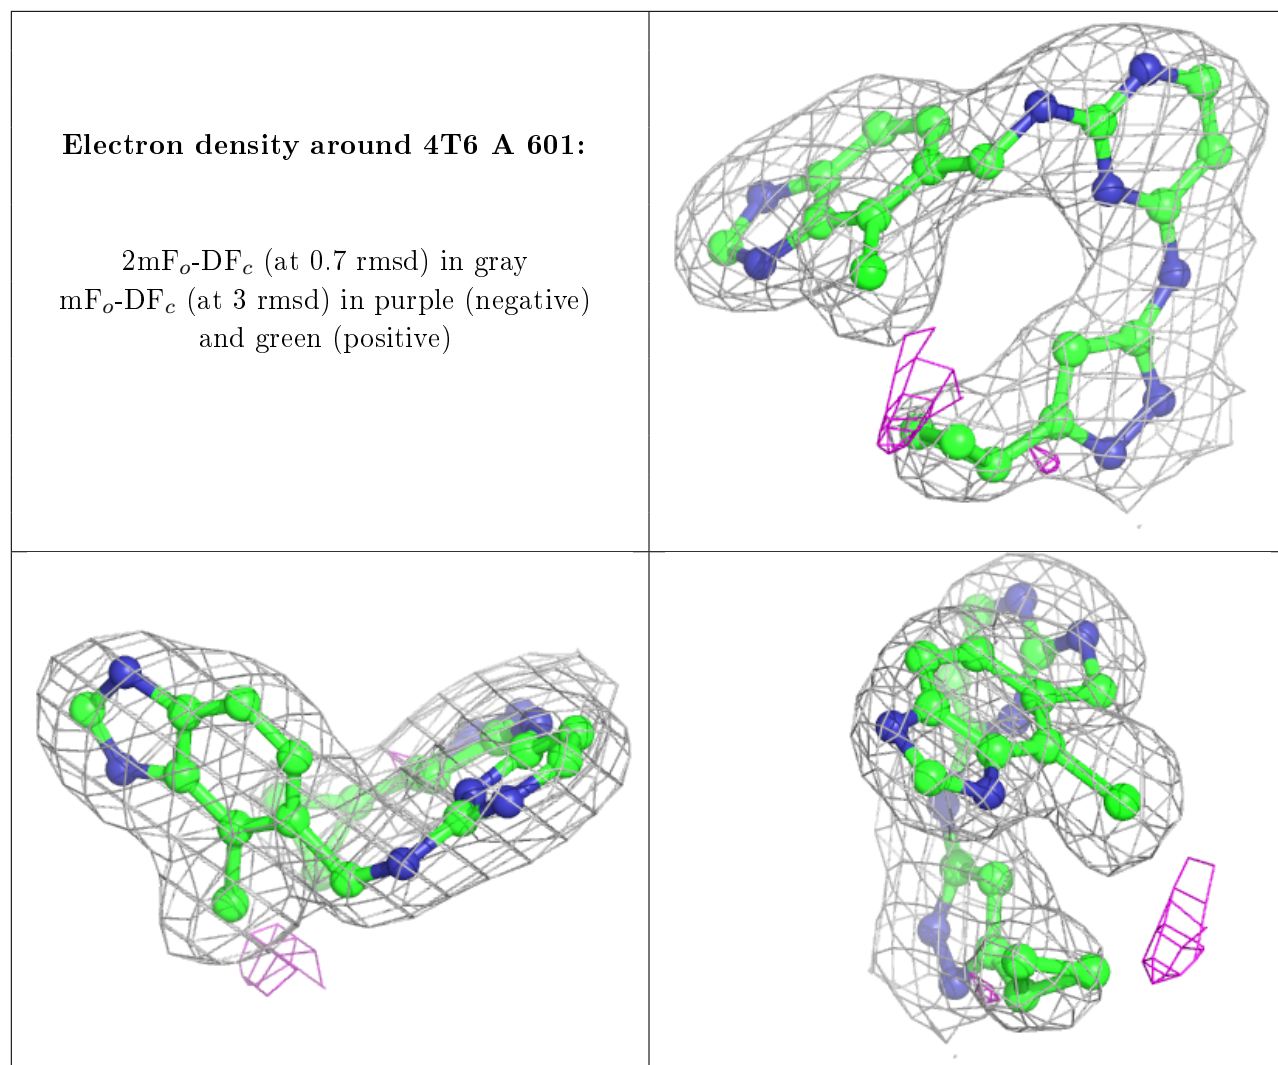 Electron density around 4T6 A 601:
2mFₒ-DF𝒸 (at 0.7 rmsd) in gray
mFₒ-DF𝒸 (at 3 rmsd) in purple (negative)
and green (positive)